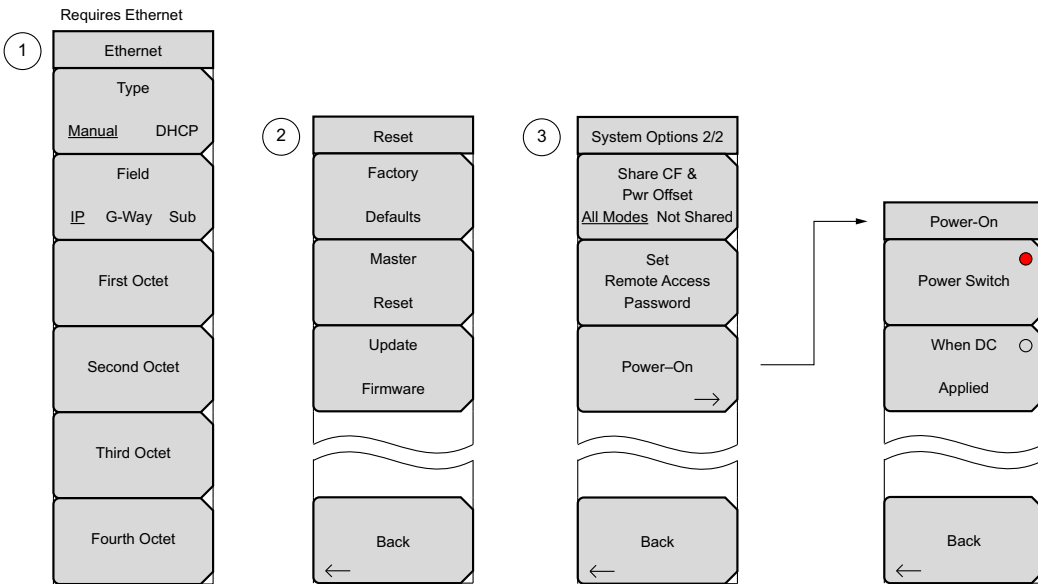 Requires Ethernet
1
Ethernet
Type
Manual DHCP
Field
IP G-Way Sub
First Octet
Second Octet
Third Octet
Fourth Octet
2
Reset
Factory
Defaults
Master
Reset
Update
Firmware
Back
3
System Options 2/2
Share CF &
Pwr Offset
All Modes Not Shared
Set
Remote Access
Password
Power–On
Back
Power-On
Power Switch
When DC
Applied
Back